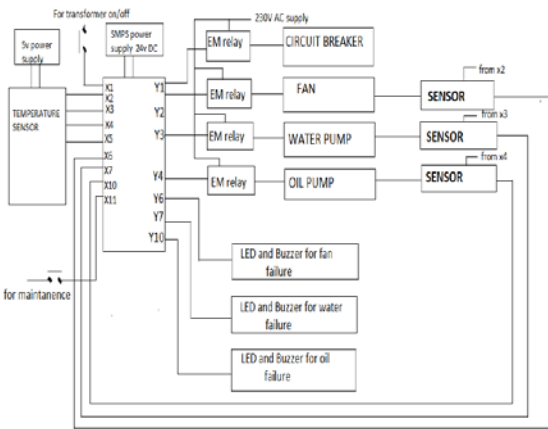 For transformer on/off
5v power
supply
SMPS power
supply 24v DC
230V AC supply
EM relay
CIRCUIT BREAKER
TEMPERATURE
SENSOR
X1
X2
X3
X4
X5
X6
X7
X10
X11
Y1
Y2
Y3
Y4
Y6
Y7
Y10
EM relay
FAN
SENSOR
from x2
EM relay
WATER PUMP
SENSOR
from x3
EM relay
OIL PUMP
SENSOR
from x4
for maintanence
LED and Buzzer for fan
failure
LED and Buzzer for water
failure
LED and Buzzer for oil
failure